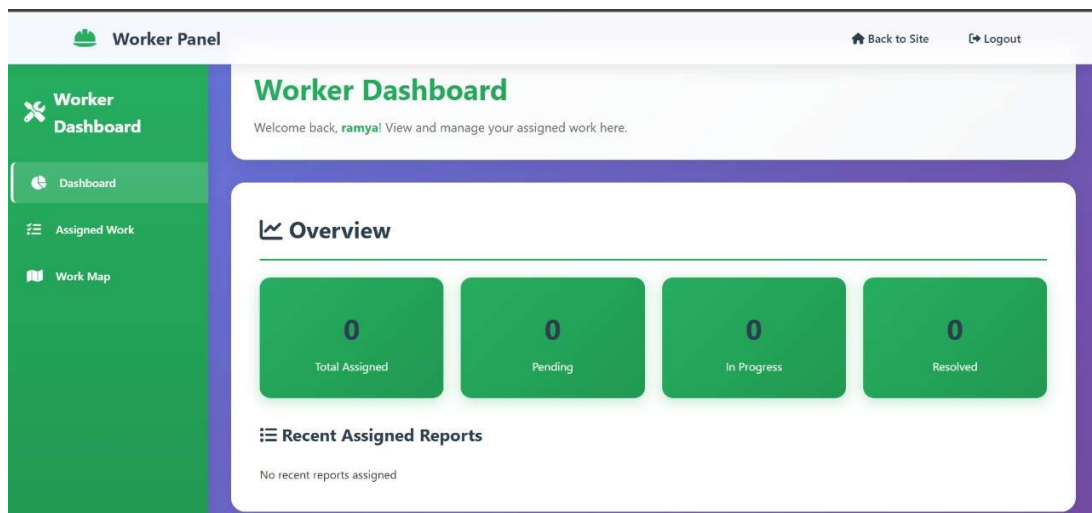 Worker Panel
Back to Site
Logout
Worker
Dashboard
Dashboard
Assigned Work
Work Map
Worker Dashboard
Welcome back, ramya! View and manage your assigned work here.
Overview
0
Total Assigned
0
Pending
0
In Progress
0
Resolved
Recent Assigned Reports
No recent reports assigned